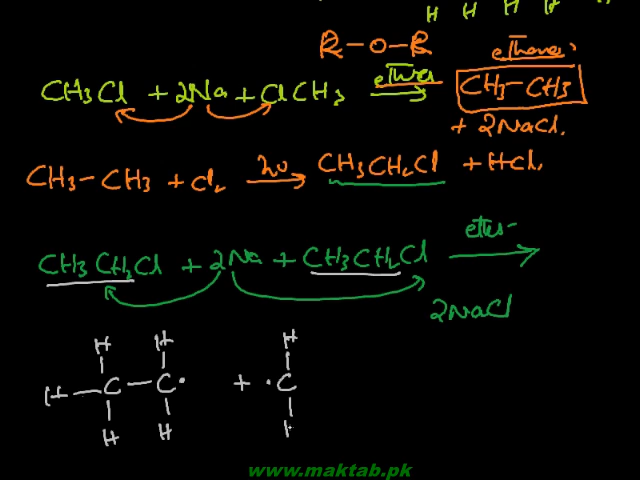 H H H H
R-O-R
ethane.
CH3Cl + 2Na + ClCH3 ether CH3-CH3
+ 2NaCl.
CH3-CH3 + Cl2 hυ CH3CH2Cl + HCl.
CH3CH2Cl + 2Na + CH3CH2Cl ether
2NaCl
H H H
H-C-C· + ·C
H H
www.maktab.pk